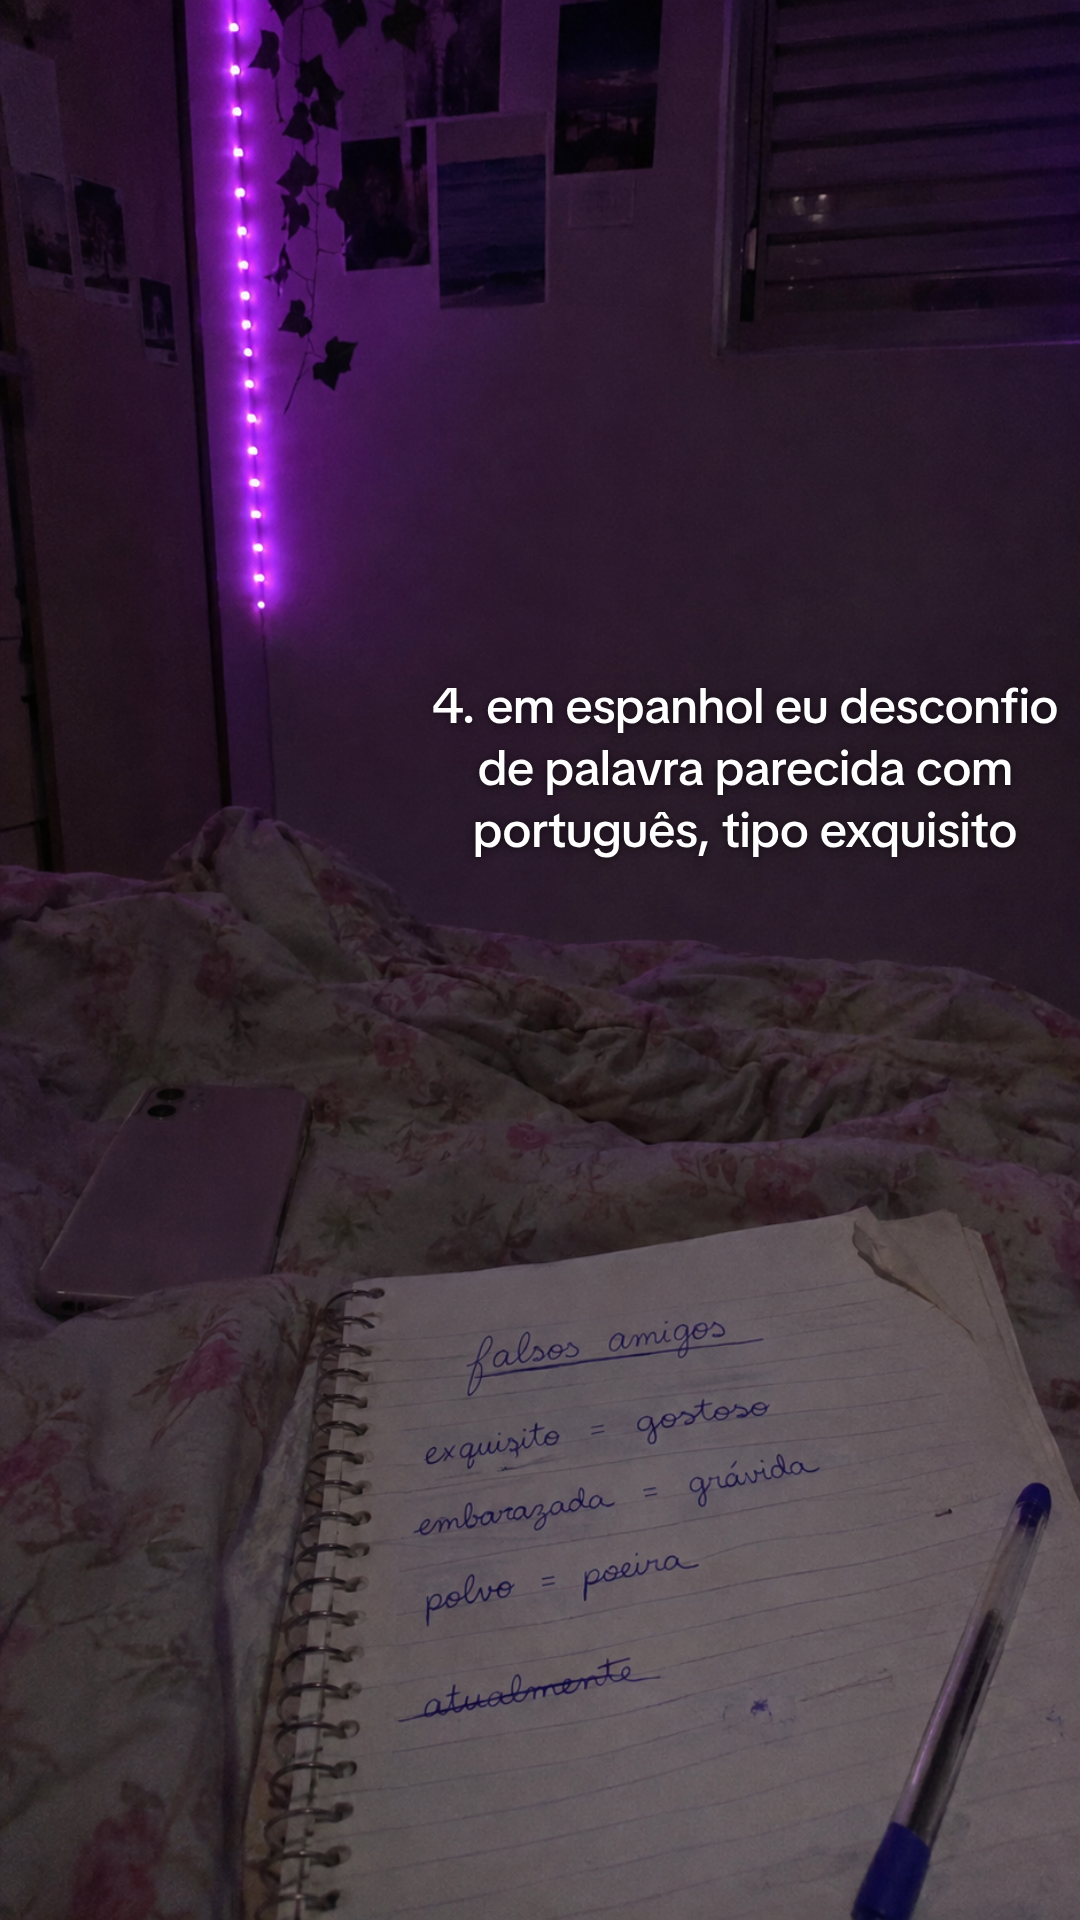 4. em espanhol eu desconfio
de palavra parecida com
português, tipo exquisito
falsos amigos
exquisito = gostoso
embarazada = grávida
polvo = poeira
atualmente